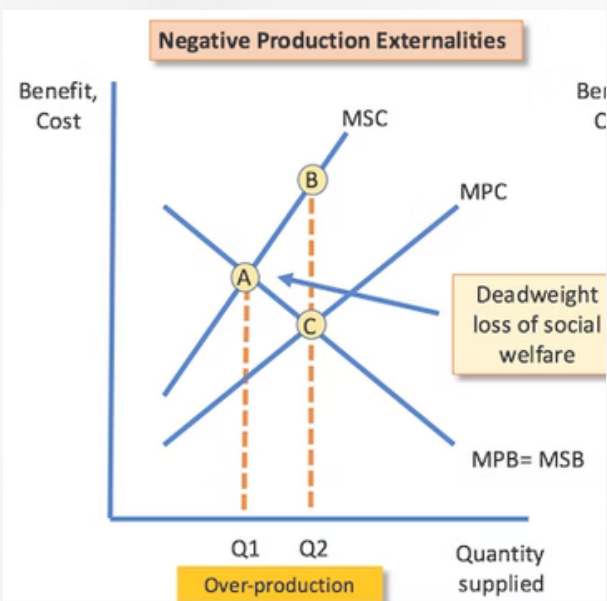 Negative Production Externalities
Benefit,
Cost
MSC
B
MPC
A
Deadweight
loss of social
welfare
C
MPB= MSB
Q1
Q2
Quantity
supplied
Over-production